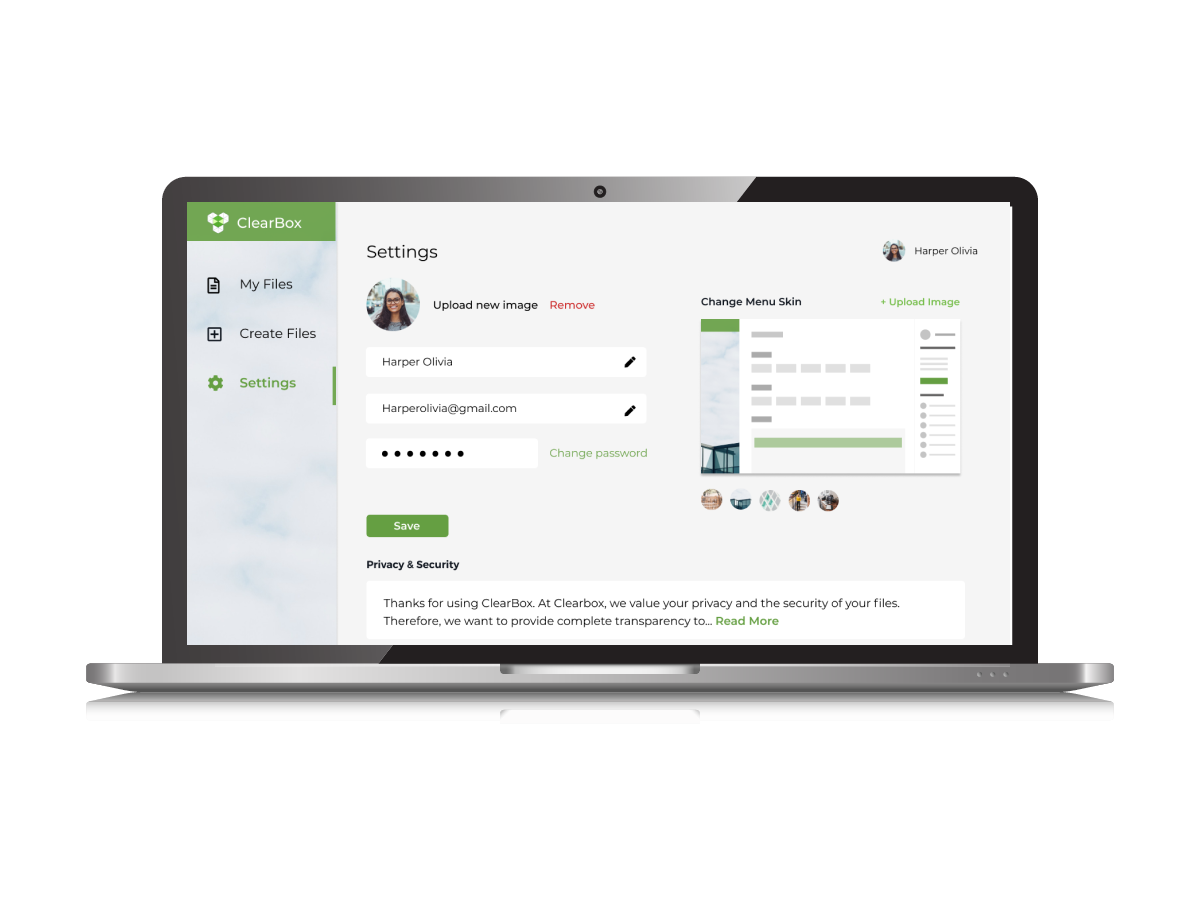 ClearBox
My Files
Create Files
Settings
Settings
Harper Olivia
Upload new image Remove
Harper Olivia
Harperolivia@gmail.com
Change password
Save
Change Menu Skin + Upload Image
Privacy & Security
Thanks for using ClearBox. At Clearbox, we value your privacy and the security of your files.
Therefore, we want to provide complete transparency to... Read More